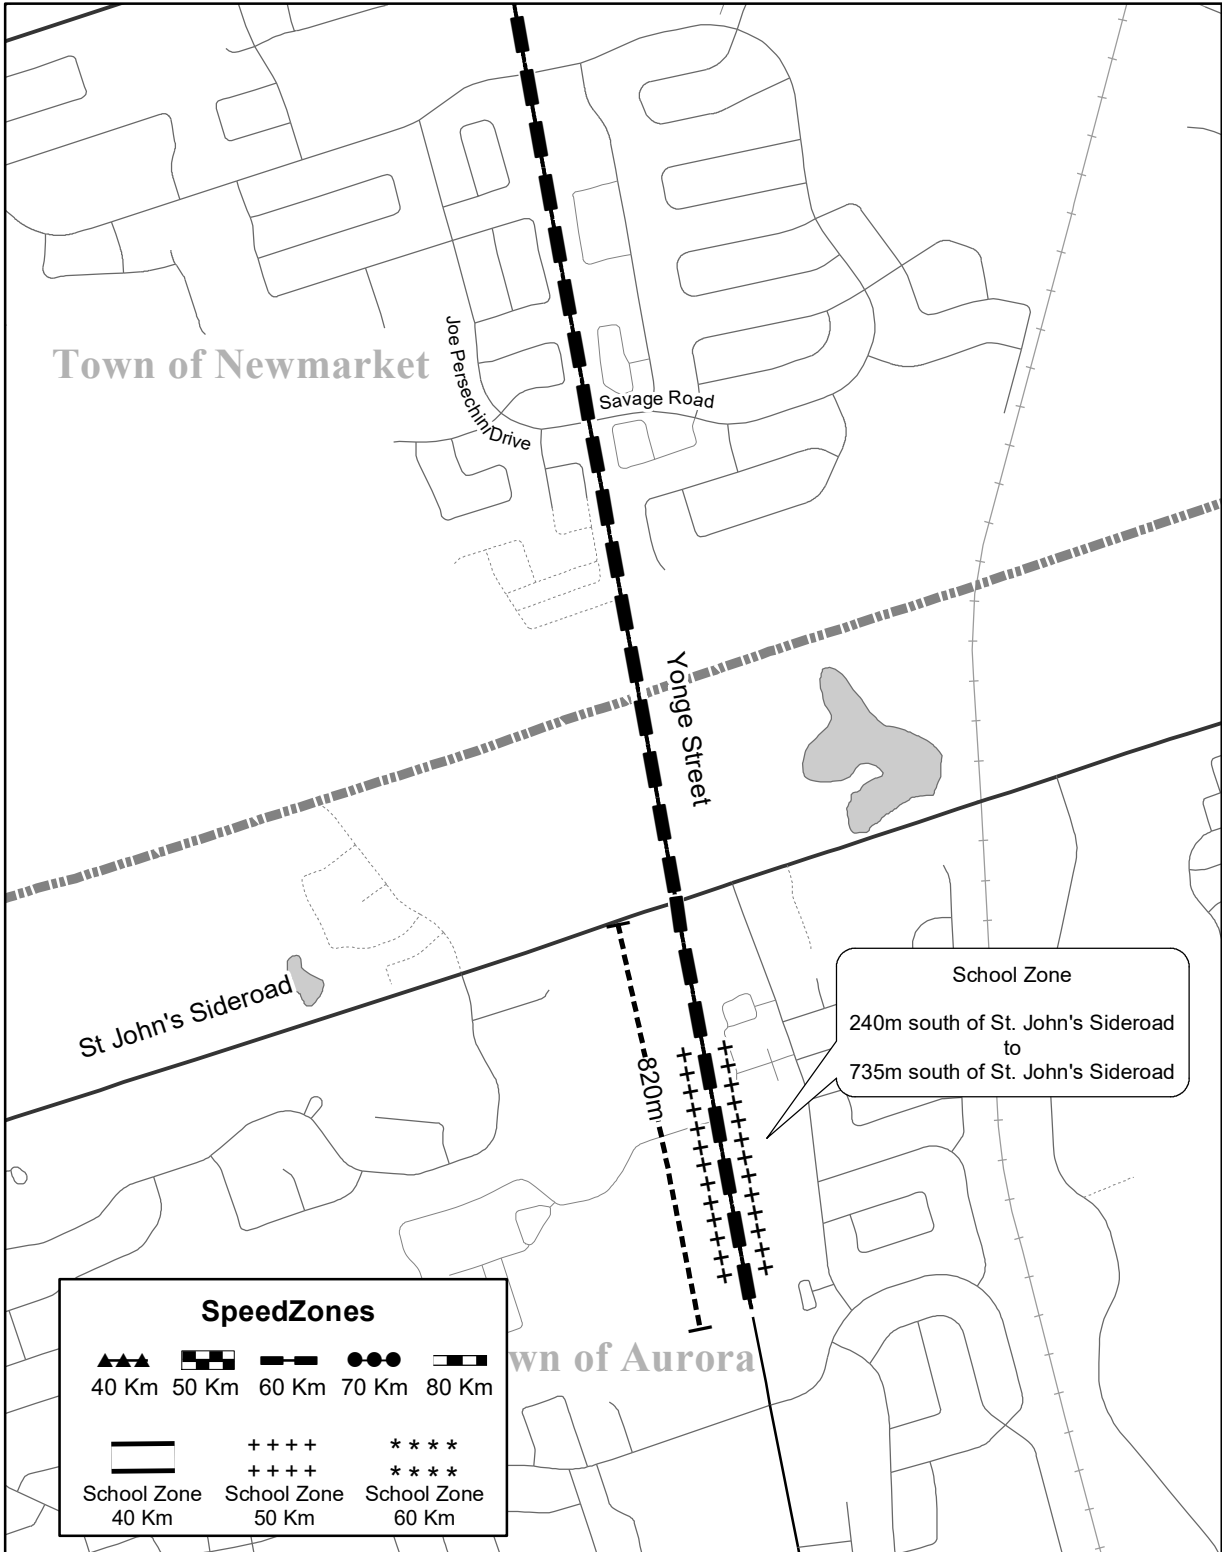 Town of Newmarket
Joe Persechini Drive
Savage Road
Yonge Street
St John's Sideroad
820m
School Zone
240m south of St. John's Sideroad
to
735m south of St. John's Sideroad
wn of Aurora
SpeedZones
40 Km 50 Km 60 Km 70 Km 80 Km
School Zone School Zone School Zone
40 Km 50 Km 60 Km